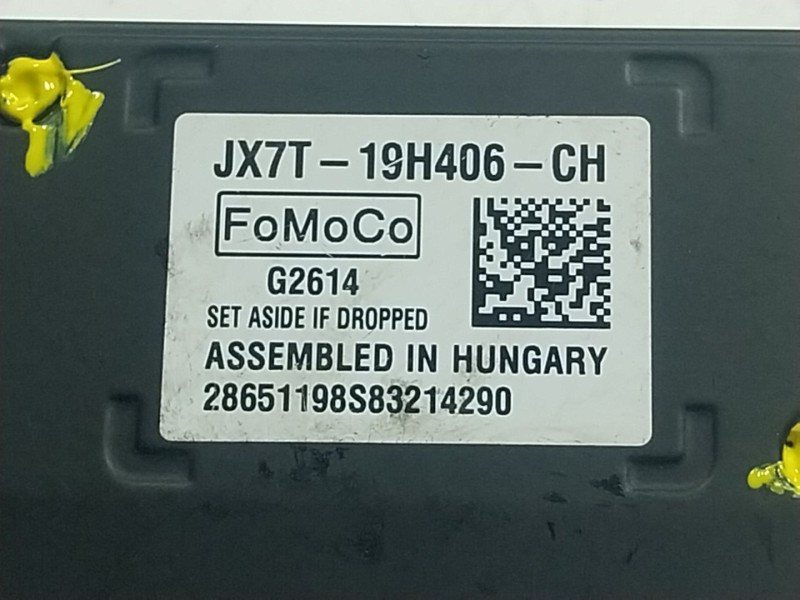 JX7T-19H406-CH
FoMoCo
G2614
SET ASIDE IF DROPPED
ASSEMBLED IN HUNGARY
28651198S83214290